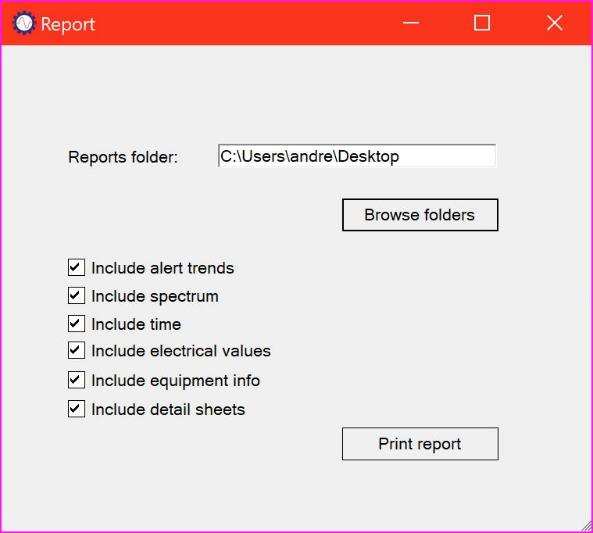 Report
Reports folder: C:\Users\andre\Desktop
Browse folders
Include alert trends
Include spectrum
Include time
Include electrical values
Include equipment info
Include detail sheets
Print report